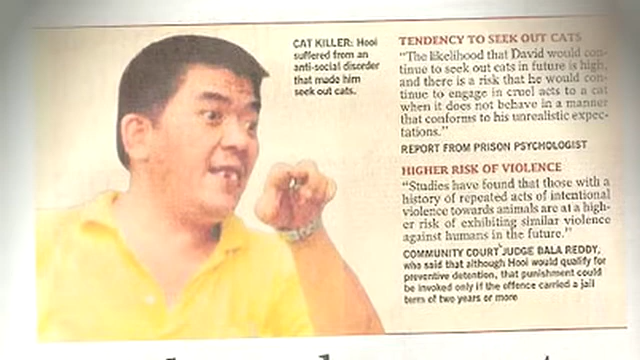 CAT KILLER: Hooi
suffered from an
anti-social disorder
that made him
seek out cats.
TENDENCY TO SEEK OUT CATS
"The likelihood that David would con-
tinue to seek out cats in future is high,
and there is a risk that he would con-
tinue to engage in cruel acts to a cat
when it does not behave in a manner
that conforms to his unrealistic expec-
tations."
REPORT FROM PRISON PSYCHOLOGIST
HIGHER RISK OF VIOLENCE
"Studies have found that those with a
history of repeated acts of intentional
violence towards animals are at a high-
er risk of exhibiting similar violence
against humans in the future."
COMMUNITY COURT JUDGE BALA REDDY,
who said that although Hooi would qualify for
preventive detention, that punishment could
be invoked only if the offence carried a jail
term of two years or more